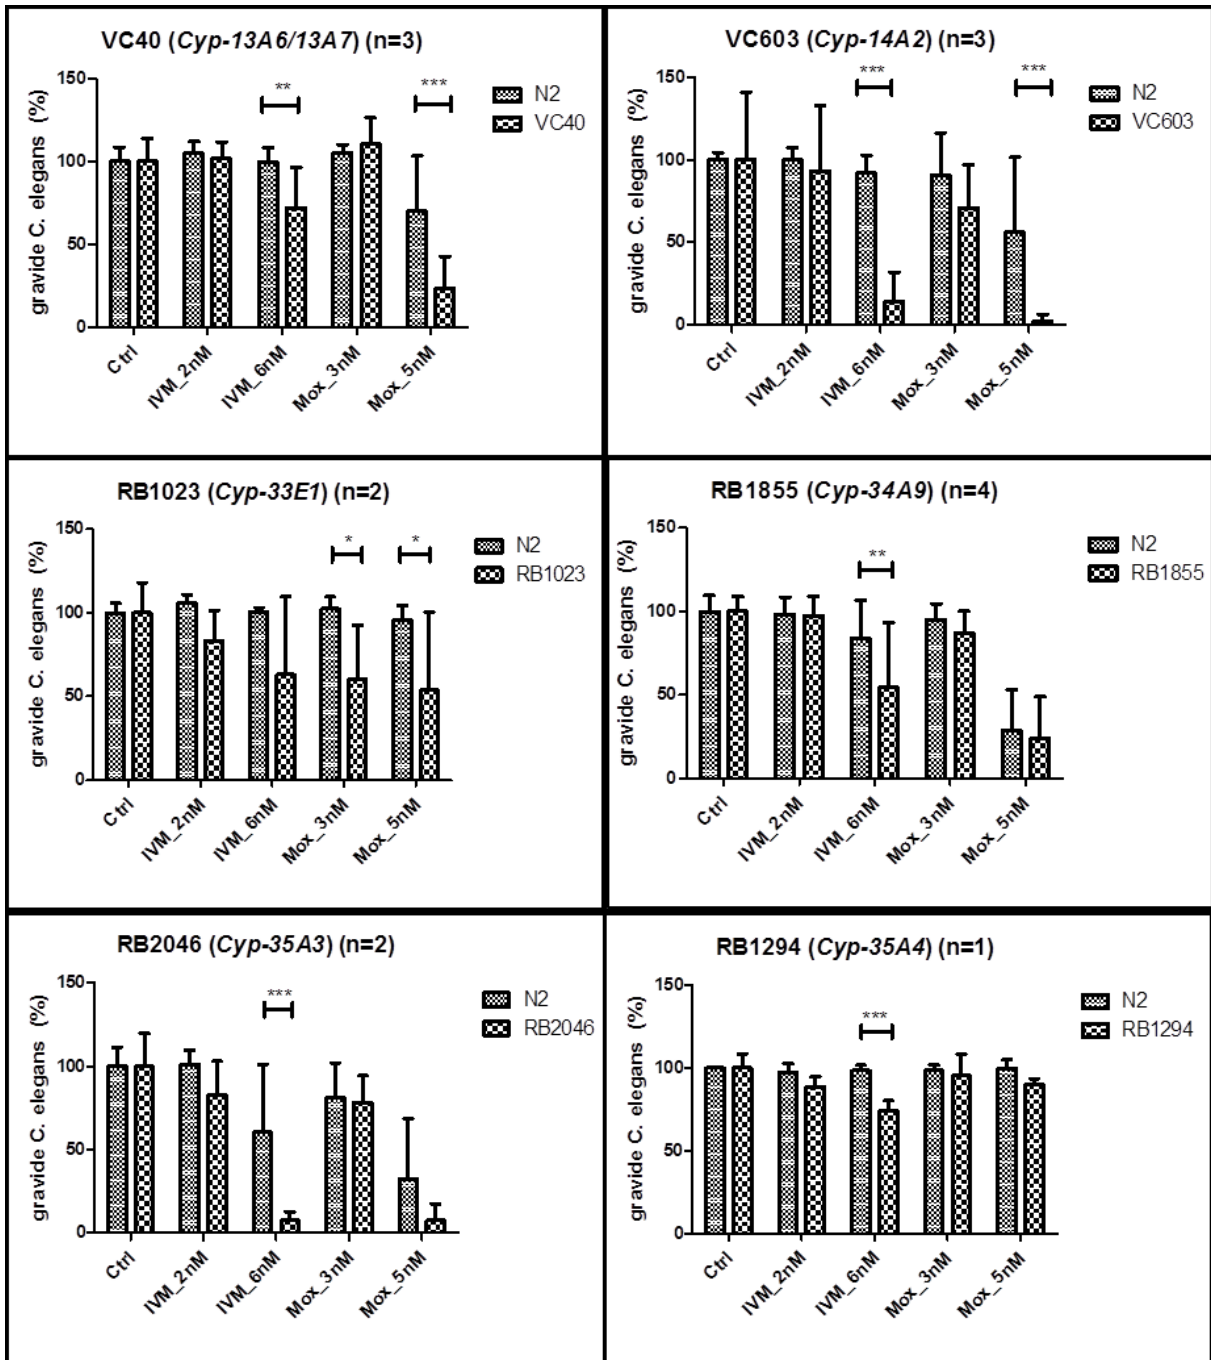 VC40 (Cyp-13A6/13A7) (n=3)
gravide C. elegans (%)
150
100
50
0
**
***
N2
VC40
Ctrl
IVM_2nM
IVM_6nM
Mox_3nM
Mox_5nM
VC603 (Cyp-14A2) (n=3)
gravide C. elegans (%)
150
100
50
0
***
***
N2
VC603
Ctrl
IVM_2nM
IVM_6nM
Mox_3nM
Mox_5nM
RB1023 (Cyp-33E1) (n=2)
gravide C. elegans (%)
150
100
50
0
*
*
N2
RB1023
Ctrl
IVM_2nM
IVM_6nM
Mox_3nM
Mox_5nM
RB1855 (Cyp-34A9) (n=4)
gravide C. elegans (%)
150
100
50
0
**
N2
RB1855
Ctrl
IVM_2nM
IVM_6nM
Mox_3nM
Mox_5nM
RB2046 (Cyp-35A3) (n=2)
gravide C. elegans (%)
150
100
50
0
***
N2
RB2046
Ctrl
IVM_2nM
IVM_6nM
Mox_3nM
Mox_5nM
RB1294 (Cyp-35A4) (n=1)
gravide C. elegans (%)
150
100
50
0
***
N2
RB1294
Ctrl
IVM_2nM
IVM_6nM
Mox_3nM
Mox_5nM